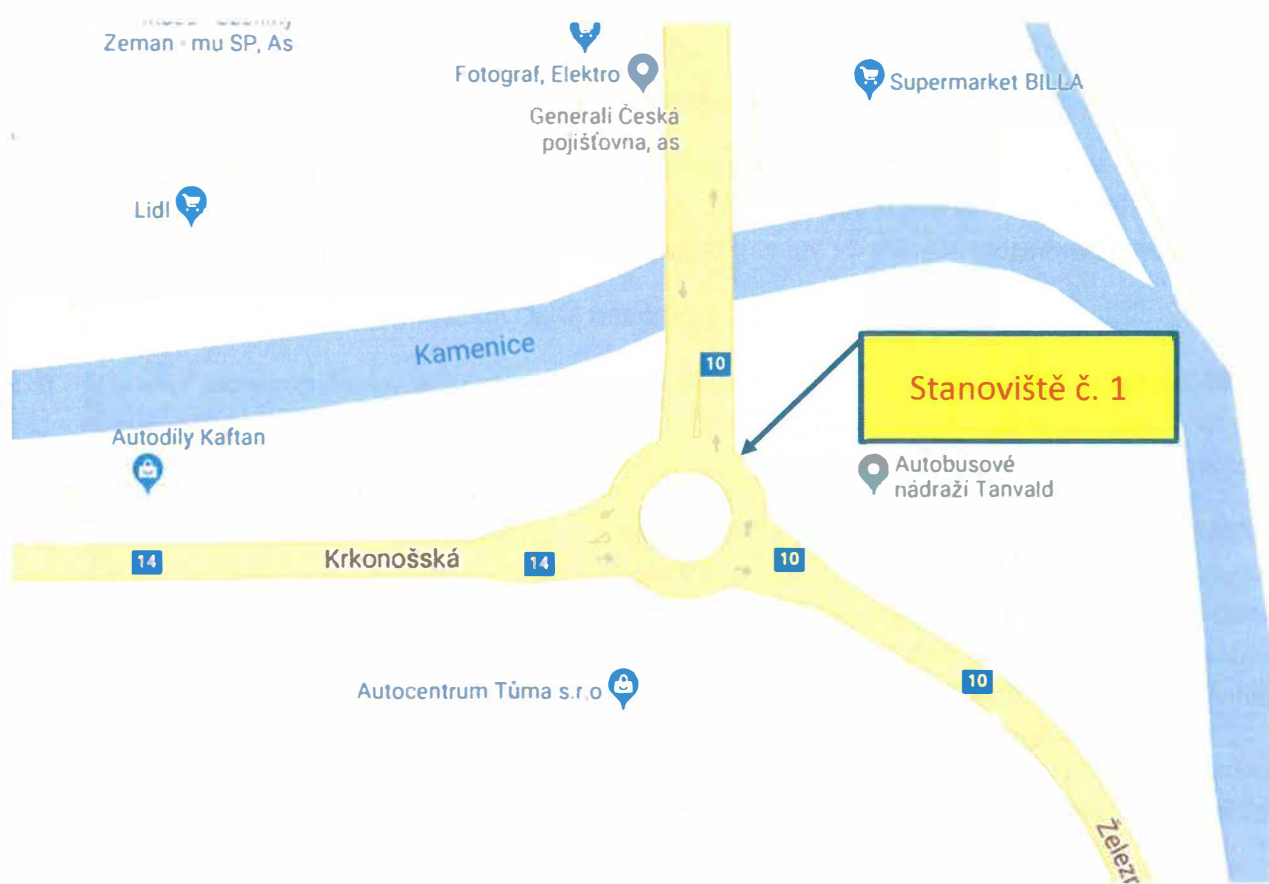 Zeman - mu SP, As
Fotograf, Elektro
Generali Česká
pojišťovna, as
Supermarket BILLA
Lidl
Kamenice
10
Stanoviště č. 1
Autodíly Kaftan
Autobusové
nádraží Tanvald
14
Krkonošská
14
10
Autocentrum Tůma s.r.o
10